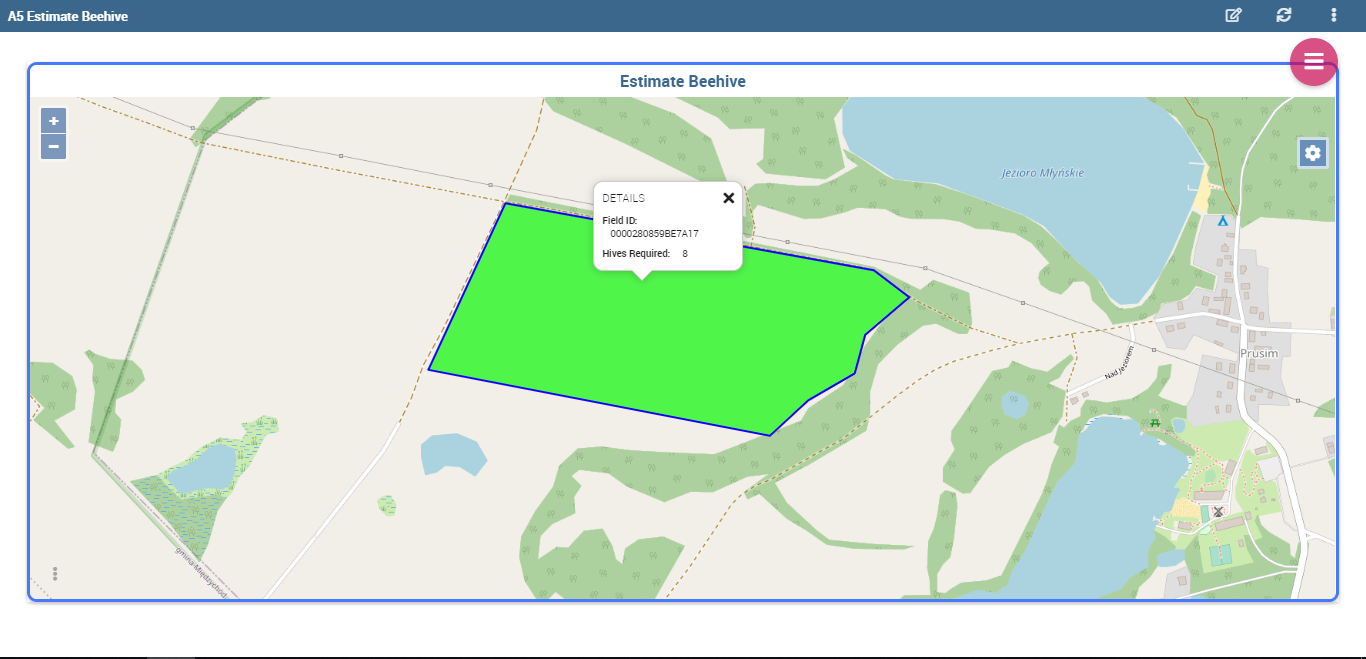 A5 Estimate Beehive
Estimate Beehive
+
−
Jezioro Młyńskie
DETAILS
Field ID:
0000280859BE7A17
Hives Required: 8
Prusim
Nad Jeziorem
gmina Międzychód